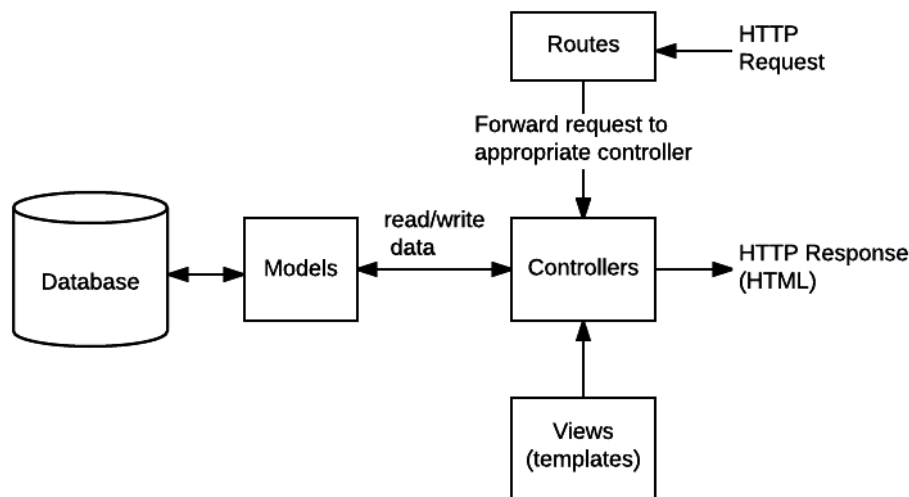 Routes
HTTP
Request
Forward request to
appropriate controller
read/write
data
Database
Models
Controllers
HTTP Response
(HTML)
Views
(templates)